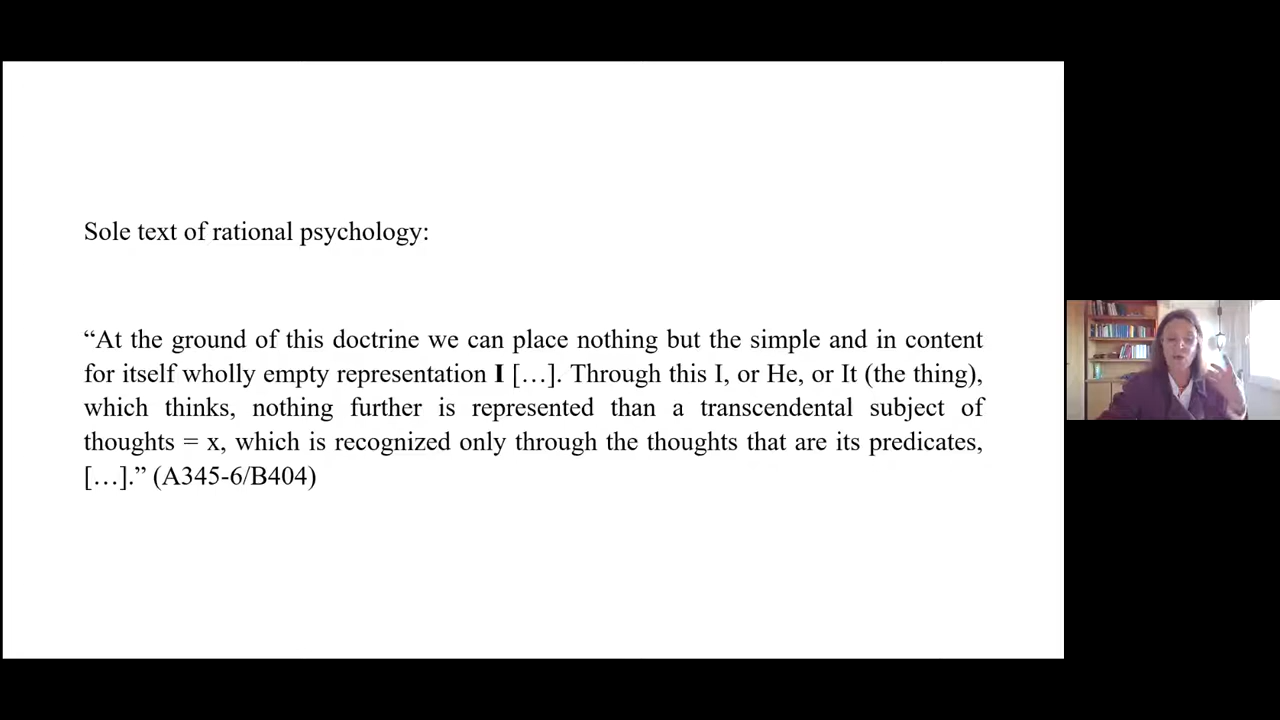 Sole text of rational psychology:
“At the ground of this doctrine we can place nothing but the simple and in content
for itself wholly empty representation I […]. Through this I, or He, or It (the thing),
which thinks, nothing further is represented than a transcendental subject of
thoughts = x, which is recognized only through the thoughts that are its predicates,
[…].” (A345-6/B404)